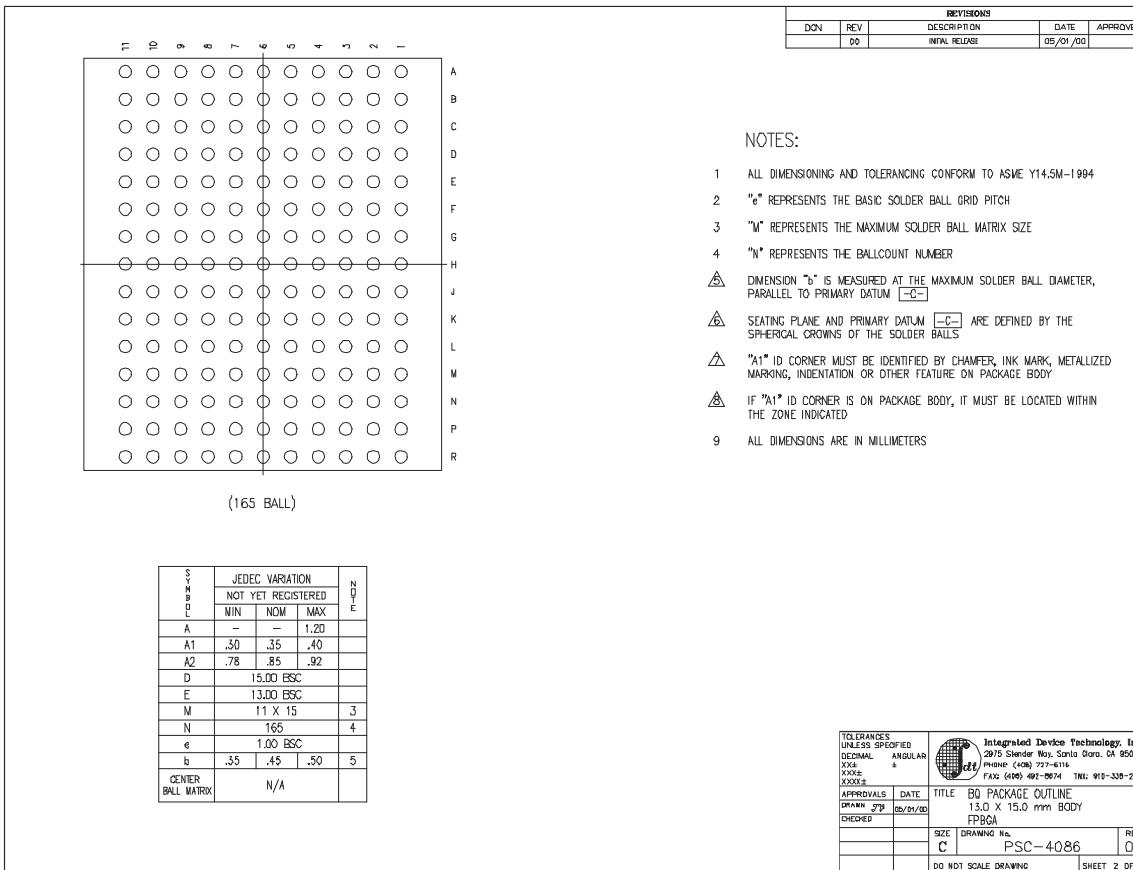 REVISIONS
DCN REV DESCRIPTION DATE
00 INITIAL RELEASE 05/01/00
11 10 9 8 7 6 5 4 3 2 1
A
B
C
D
E
F
G
H
J
K
L
M
N
P
R
(165 BALL)
NOTES:
1 ALL DIMENSIONING AND TOLERANCING CONFORM TO ASME Y14.5M-1994
2 "e" REPRESENTS THE BASIC SOLDER BALL GRID PITCH
3 "M" REPRESENTS THE MAXIMUM SOLDER BALL MATRIX SIZE
4 "N" REPRESENTS THE BALLCOUNT NUMBER
5 DIMENSION "b" IS MEASURED AT THE MAXIMUM SOLDER BALL DIAMETER,
PARALLEL TO PRIMARY DATUM -C-
6 SEATING PLANE AND PRIMARY DATUM -C- ARE DEFINED BY THE
SPHERICAL CROWNS OF THE SOLDER BALLS
7 "A1" ID CORNER MUST BE IDENTIFIED BY CHAMFER, INK MARK, METALLIZED
MARKING, INDENTATION OR OTHER FEATURE ON PACKAGE BODY
8 IF "A1" ID CORNER IS ON PACKAGE BODY, IT MUST BE LOCATED WITHIN
THE ZONE INDICATED
9 ALL DIMENSIONS ARE IN MILLIMETERS
SYMBOL JEDEC VARIATION NOTE
NOT YET REGISTERED
MIN NOM MAX
A - - 1.20
A1 .30 .35 .40
A2 .78 .85 .92
D 15.00 BSC
E 13.00 BSC
M 11 X 15 3
N 165 4
e 1.00 BSC
b .35 .45 .50 5
CENTER
BALL MATRIX N/A
TOLERANCES
UNLESS SPECIFIED
DECIMAL ANGULAR
XX± ±
XXX±
XXXX±
idt
Integrated Device Technology,
2975 Stender Way, Santa Clara, CA
PHONE: (408) 727-6116
FAX: (408) 492-8674 TWX:
APPROVALS DATE
DRAWN 05/01/00
CHECKED
TITLE BQ PACKAGE OUTLINE
13.0 X 15.0 mm BODY
FPBGA
SIZE DRAWING No.
C PSC-4086
DO NOT SCALE DRAWING SHEET 2